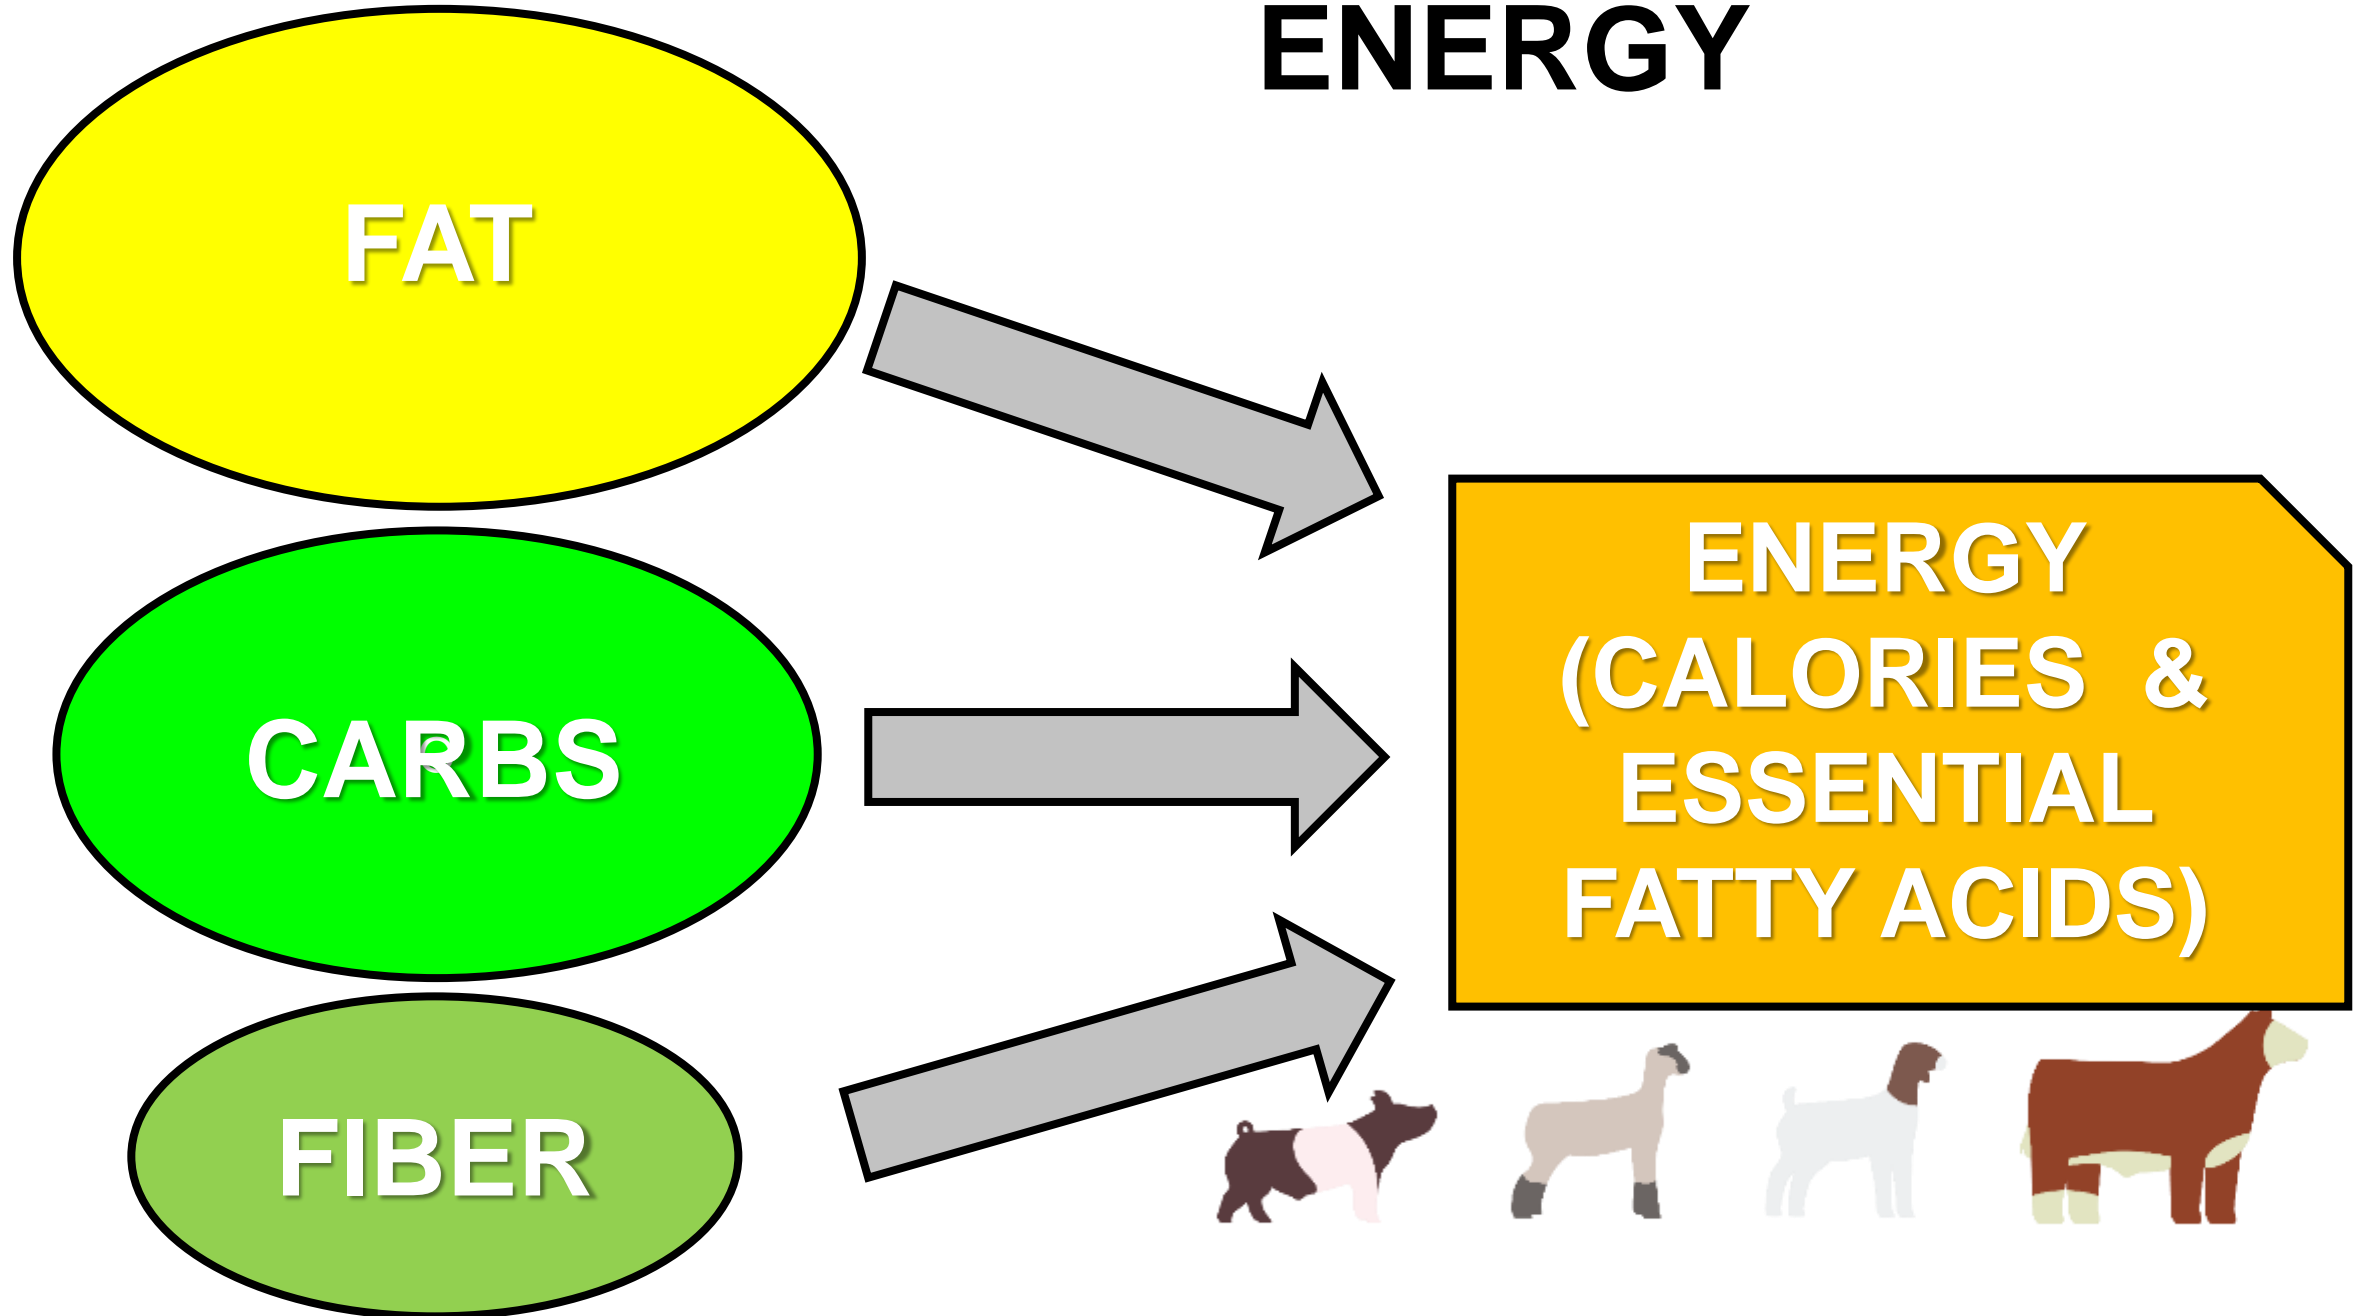 ENERGY
FAT
CARBS
FIBER
ENERGY
(CALORIES &
ESSENTIAL
FATTY ACIDS)